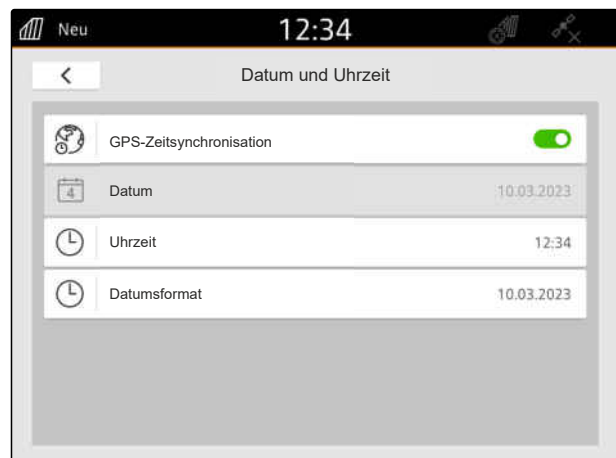 Neu 12:34
Datum und Uhrzeit
GPS-Zeitsynchronisation
4 Datum 10.03.2023
Uhrzeit 12:34
Datumsformat 10.03.2023